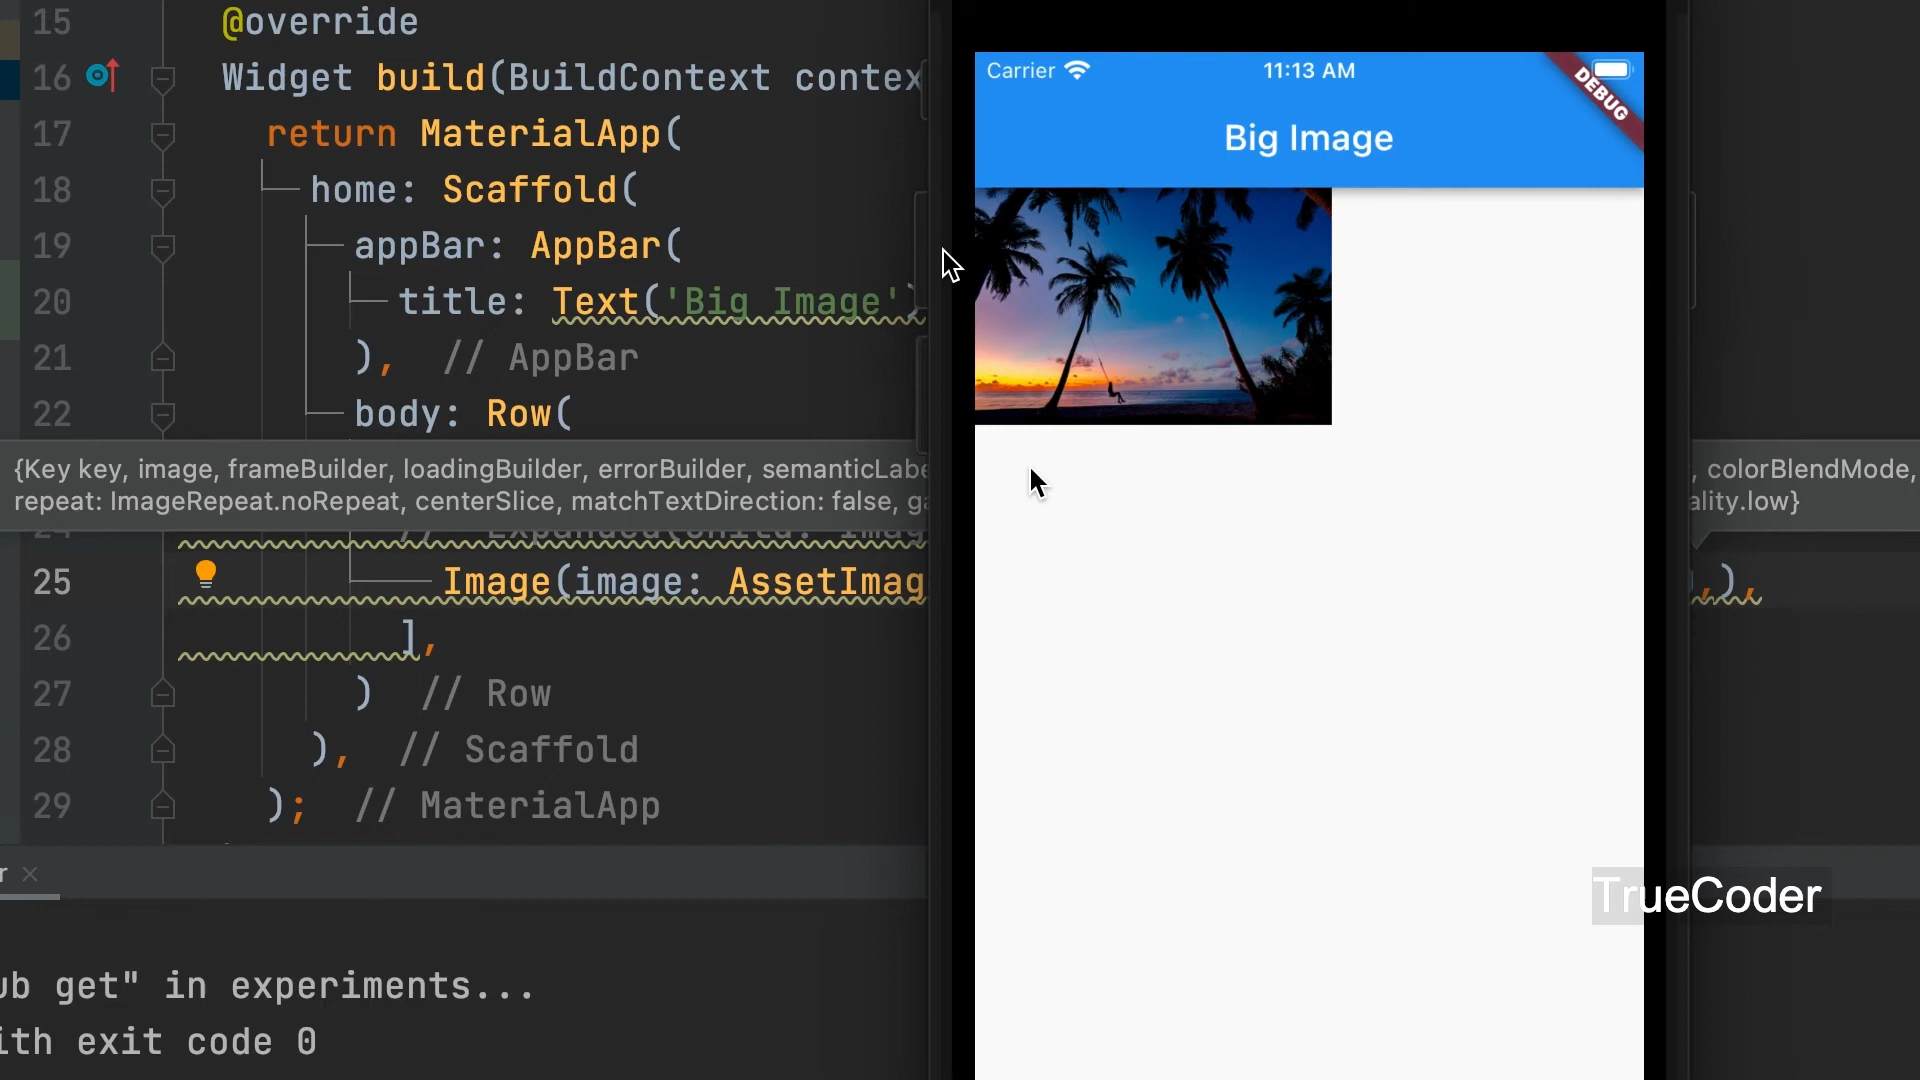 15 @override
16 Widget build(BuildContext contex
17 return MaterialApp(
18 home: Scaffold(
19 appBar: AppBar(
20 title: Text('Big Image')
21 ), // AppBar
22 body: Row(
{Key key, image, frameBuilder, loadingBuilder, errorBuilder, semanticLabe
, colorBlendMode,
repeat: ImageRepeat.noRepeat, centerSlice, matchTextDirection: false, ga
ality.low}
25 Image(image: AssetImag
,),
26 ],
27 ) // Row
28 ), // Scaffold
29 ); // MaterialApp
r
ub get" in experiments...
ith exit code 0
Carrier 11:13 AM
DEBUG
Big Image
TrueCoder